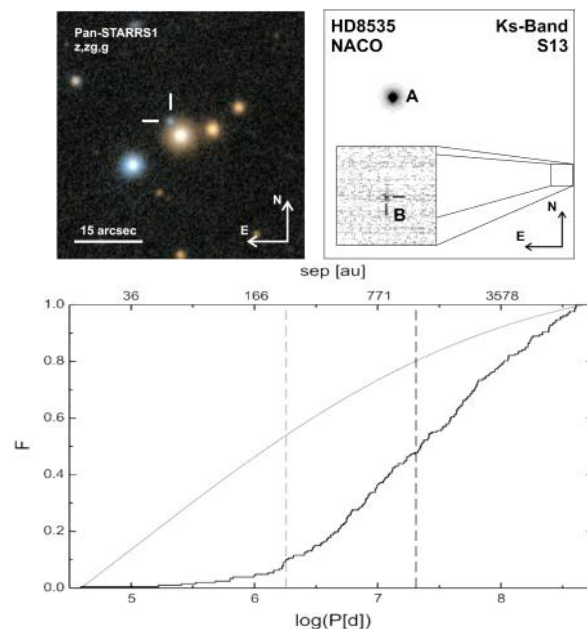 Pan-STARRS1
z,zg,g
15 arcsec
N
E
HD8535
NACO
Ks-Band
S13
A
B
N
E
sep [au]
36 166 771 3578
1.0
0.8
0.6
0.4
0.2
0.0
F
5 6 7 8
log(P[d])